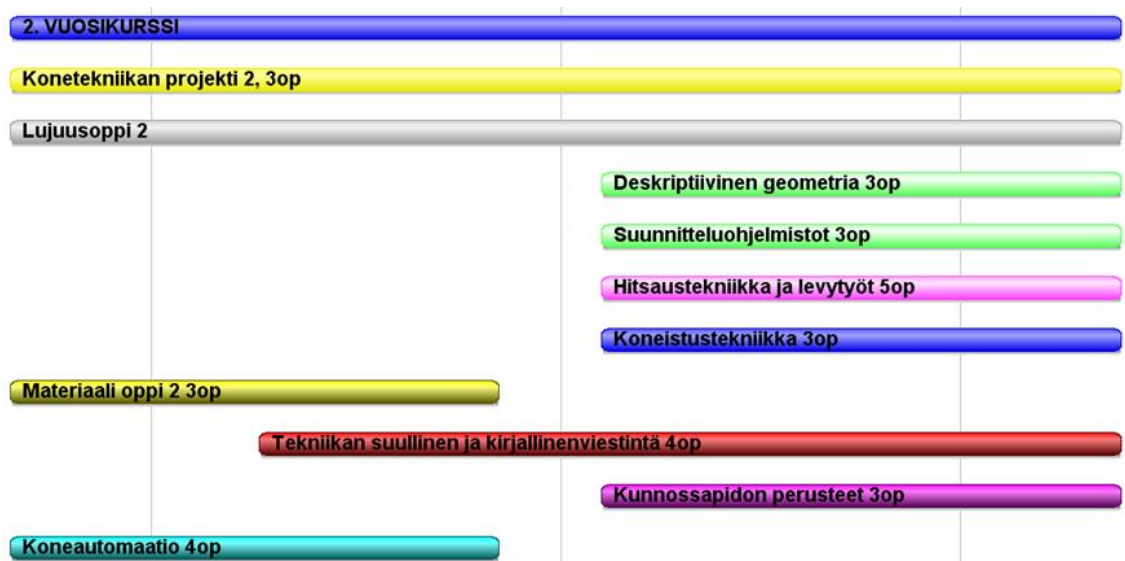 2. VUOSIKURSSI
Konetekniikan projekti 2, 3op
Lujuusoppi 2
Deskriptiivinen geometria 3op
Suunnitteluohjelmistot 3op
Hitsaustekniikka ja levytyöt 5op
Koneistustekniikka 3op
Materiaali oppi 2 3op
Tekniikan suullinen ja kirjallinenviestintä 4op
Kunnossapidon perusteet 3op
Koneautomaatio 4op